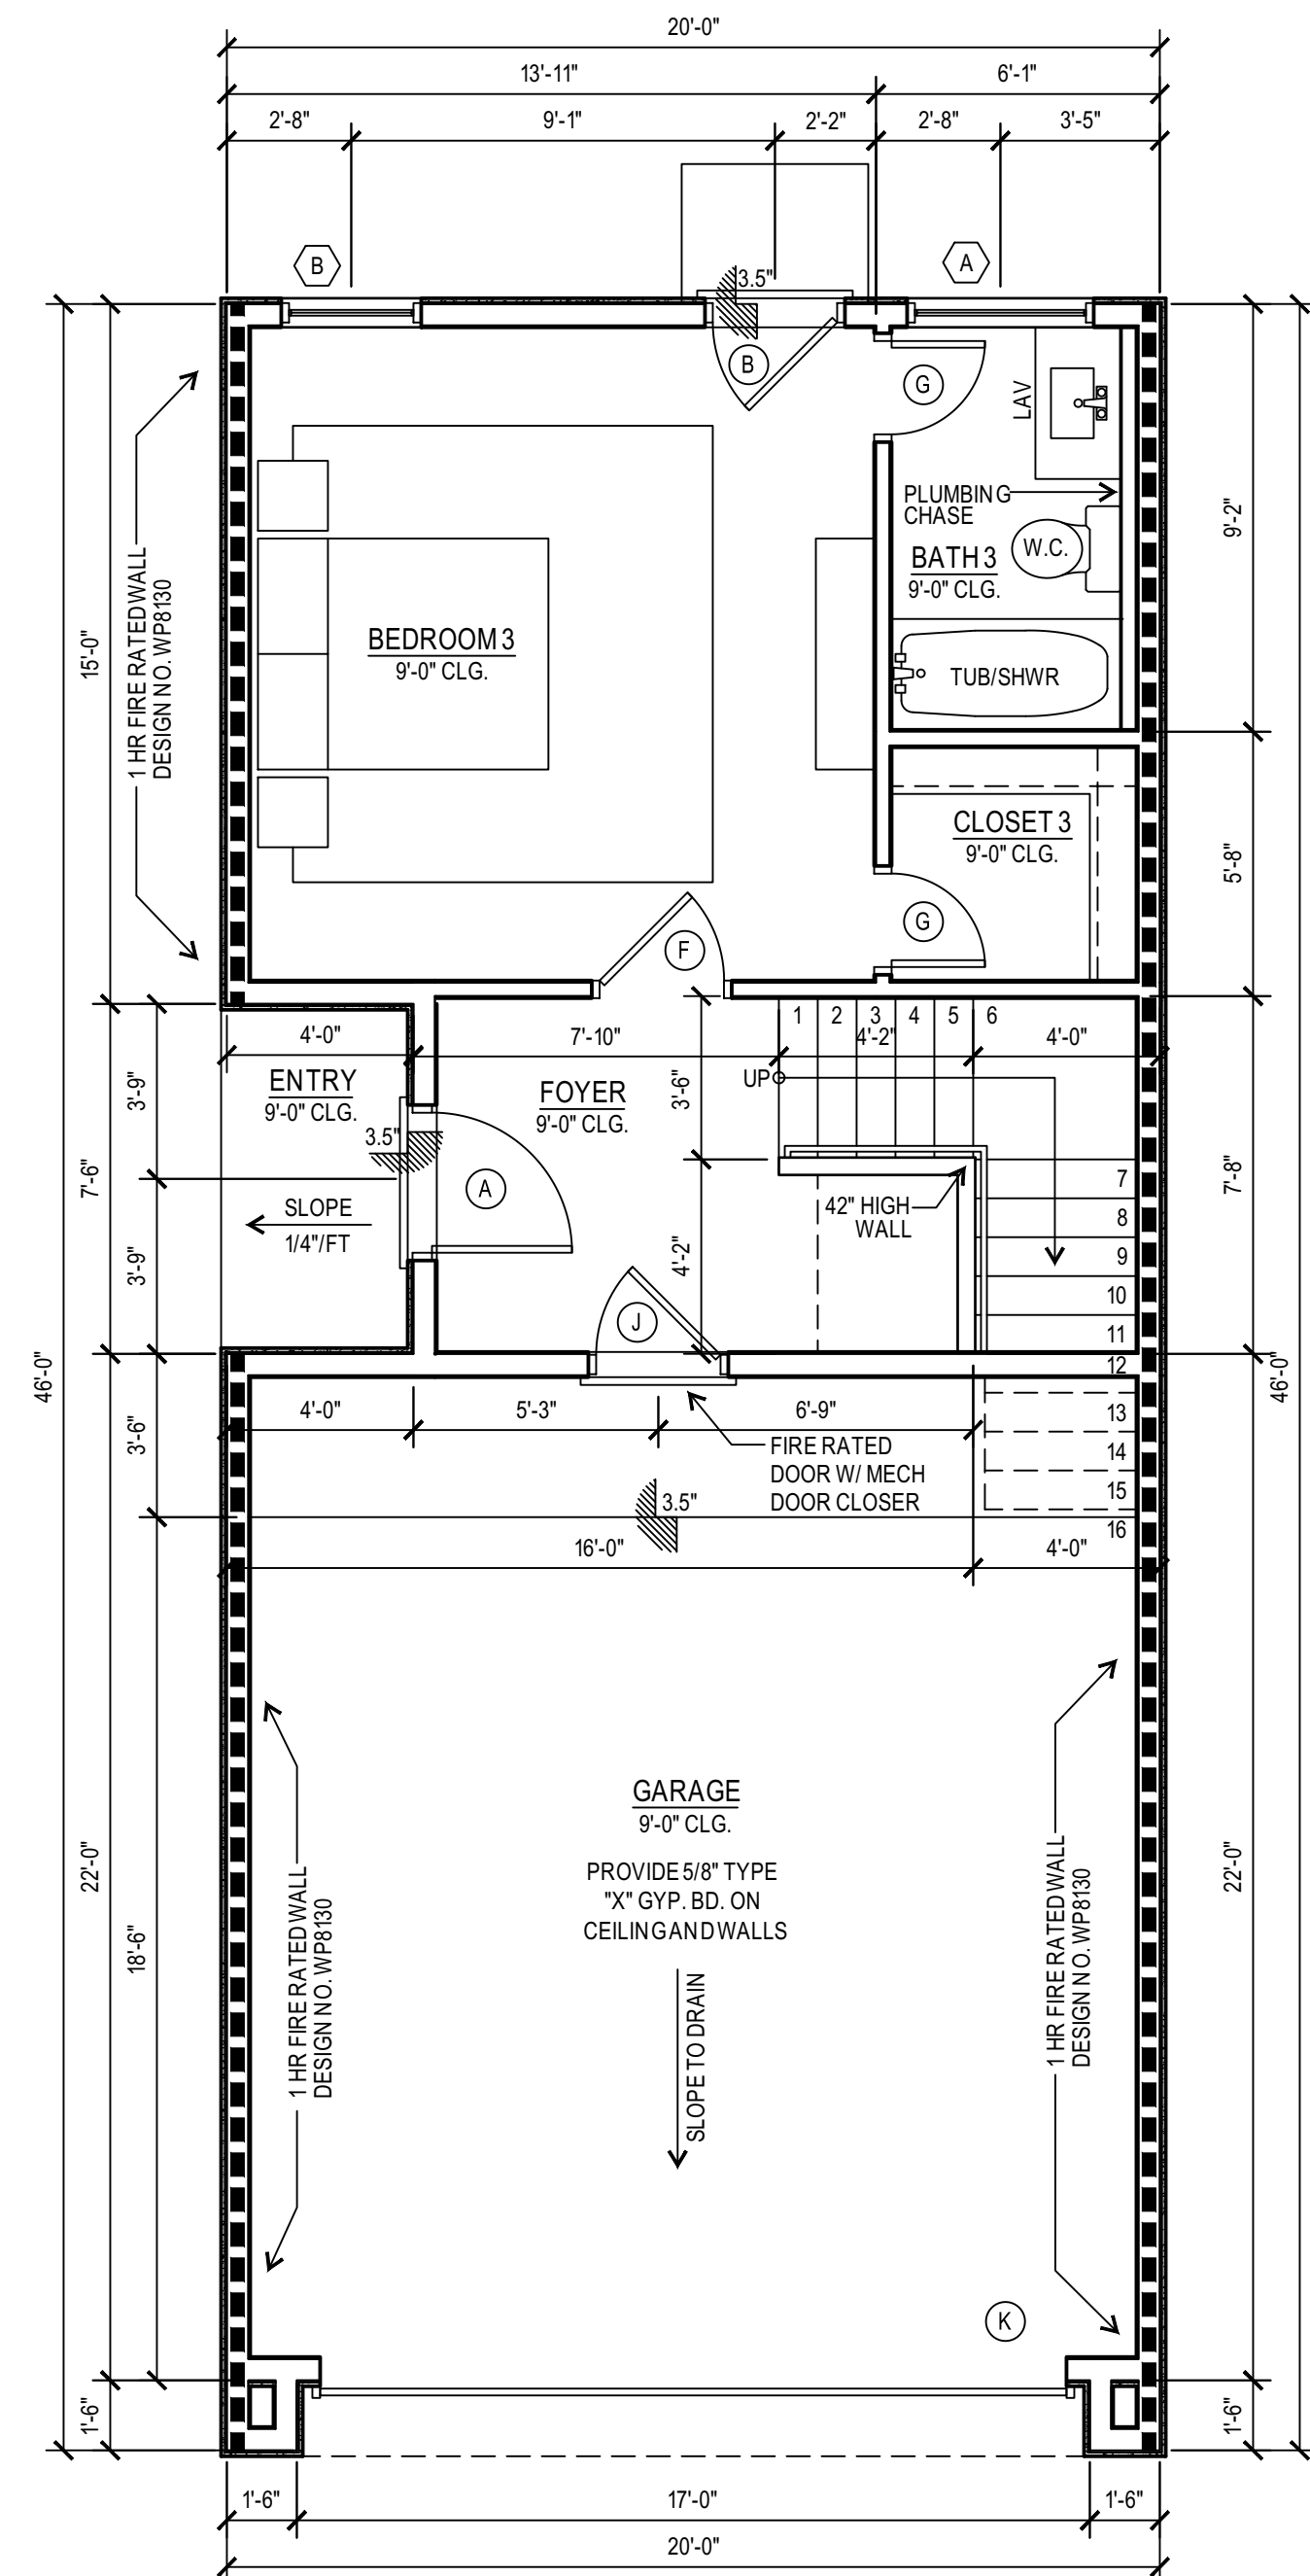 20'-0"
13'-11"
6'-1"
2'-8"
9'-1"
2'-2"
2'-8"
3'-5"
B
3.5"
A
B
G
LAV
PLUMBING
CHASE
W.C.
BATH 3
9'-0" CLG.
9'-2"
1 HR FIRE RATED WALL
DESIGN NO. WP8130
15'-0"
BEDROOM 3
9'-0" CLG.
TUB/SHWR
CLOSET 3
9'-0" CLG.
5'-8"
G
F
1 2 3 4 5 6
4'-0"
7'-10"
4'-2"
4'-0"
3'-9"
ENTRY
9'-0" CLG.
FOYER
9'-0" CLG.
3'-6"
UP
3.5"
7'-6"
A
7
7'-8"
SLOPE
1/4"/FT
42" HIGH
WALL
8
9
3'-9"
4'-2"
10
J
11
12
46'-0"
46'-0"
4'-0"
5'-3"
6'-9"
13
3'-6"
FIRE RATED
DOOR W/ MECH
DOOR CLOSER
14
15
3.5"
16
16'-0"
4'-0"
GARAGE
9'-0" CLG.
PROVIDE 5/8" TYPE
"X" GYP. BD. ON
CEILING AND WALLS
22'-0"
18'-6"
1 HR FIRE RATED WALL
DESIGN NO. WP8130
SLOPE TO DRAIN
1 HR FIRE RATED WALL
DESIGN NO. WP8130
22'-0"
K
1'-6"
1'-6"
1'-6"
17'-0"
1'-6"
20'-0"